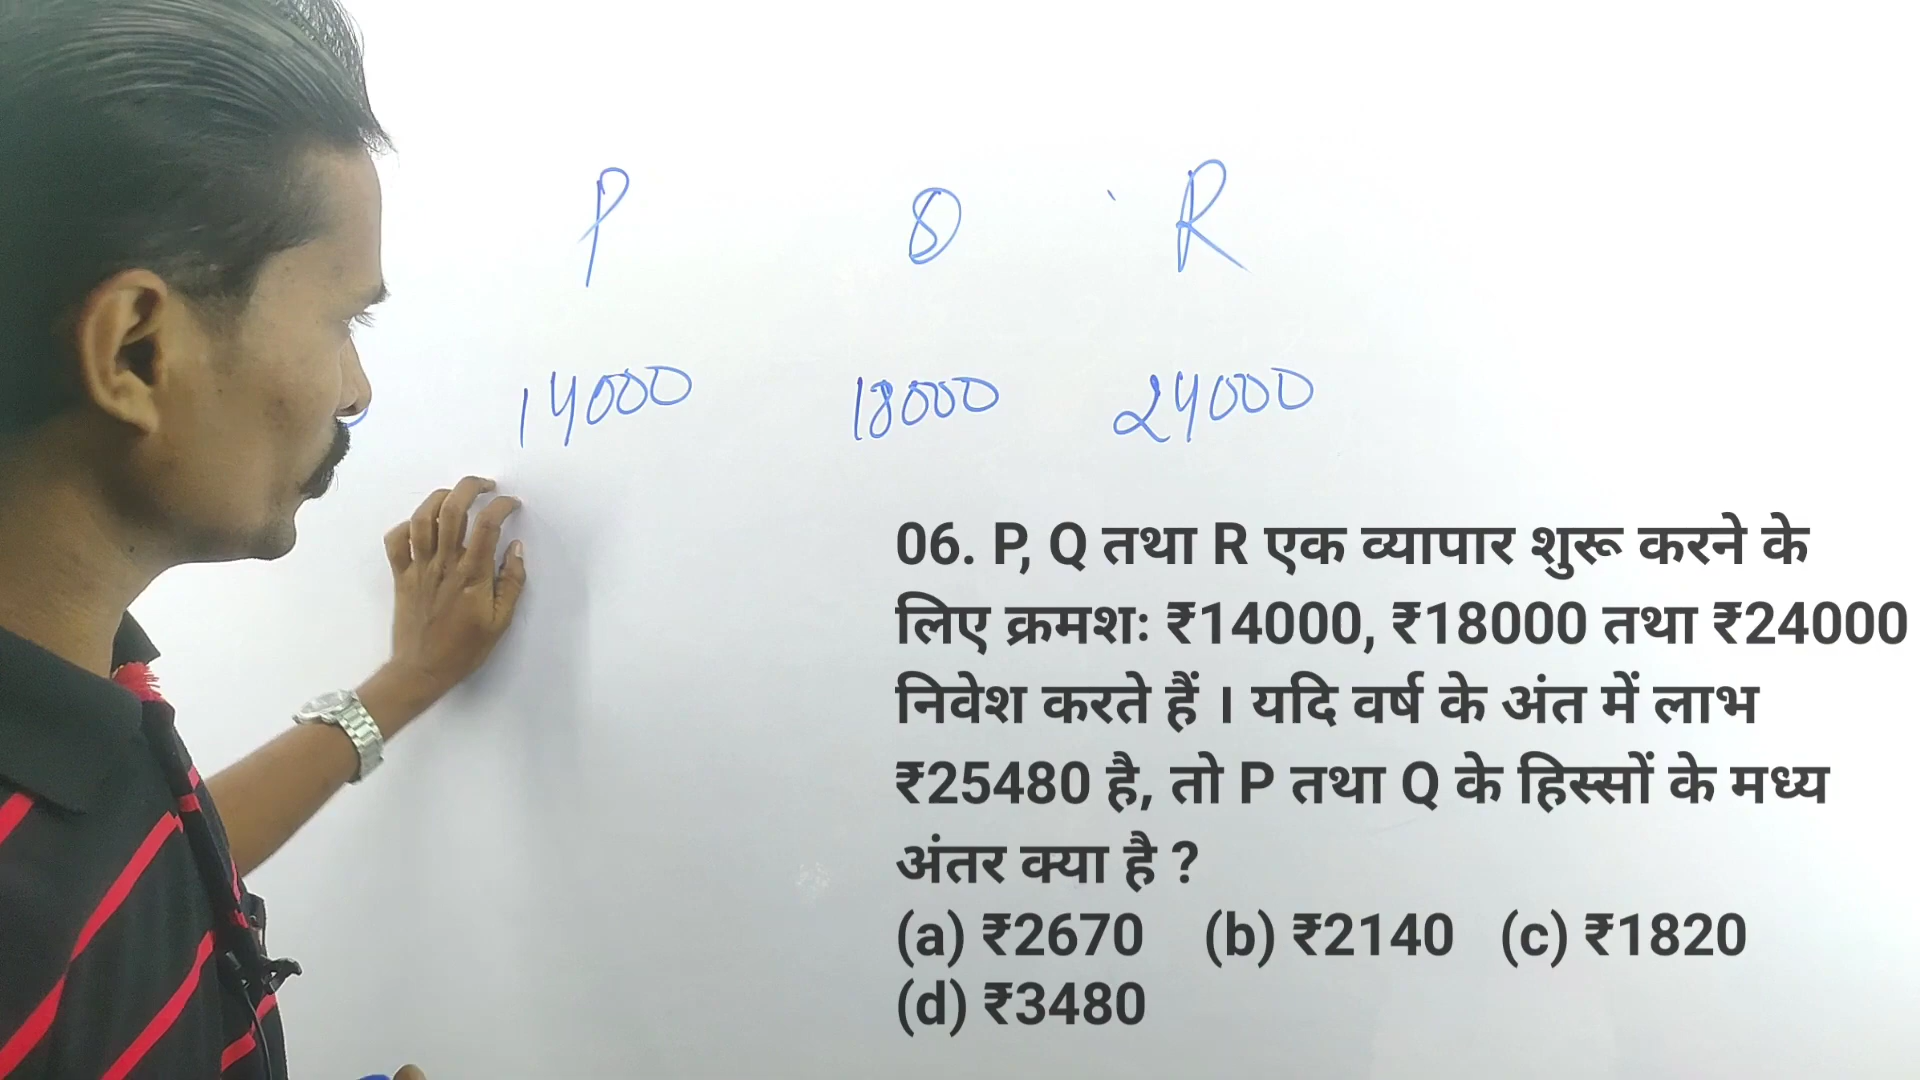 P Q R
14000 18000 24000
06. P, Q तथा R एक व्यापार शुरू करने के
लिए क्रमशः ₹14000, ₹18000 तथा ₹24000
निवेश करते हैं । यदि वर्ष के अंत में लाभ
₹25480 है, तो P तथा Q के हिस्सों के मध्य
अंतर क्या है ?
(a) ₹2670 (b) ₹2140 (c) ₹1820
(d) ₹3480